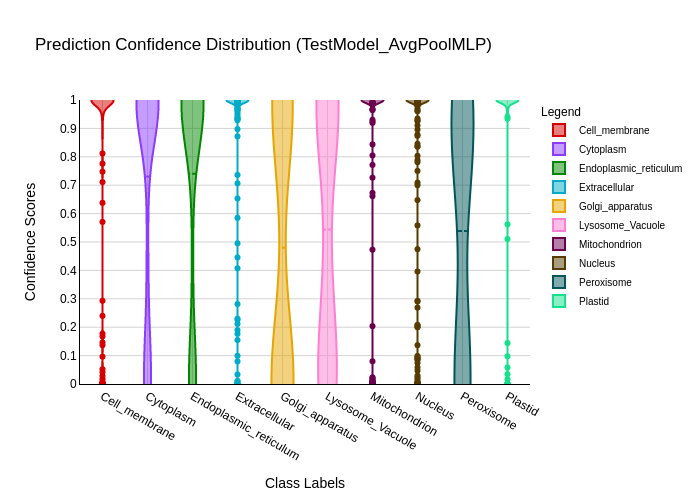 Prediction Confidence Distribution (TestModel_AvgPoolMLP)
Legend
Cell_membrane
Cytoplasm
Endoplasmic_reticulum
Extracellular
Golgi_apparatus
Lysosome_Vacuole
Mitochondrion
Nucleus
Peroxisome
Plastid
Confidence Scores
1
0.9
0.8
0.7
0.6
0.5
0.4
0.3
0.2
0.1
0
Cell_membrane
Cytoplasm
Endoplasmic_reticulum
Extracellular
Golgi_apparatus
Lysosome_Vacuole
Mitochondrion
Nucleus
Peroxisome
Plastid
Class Labels